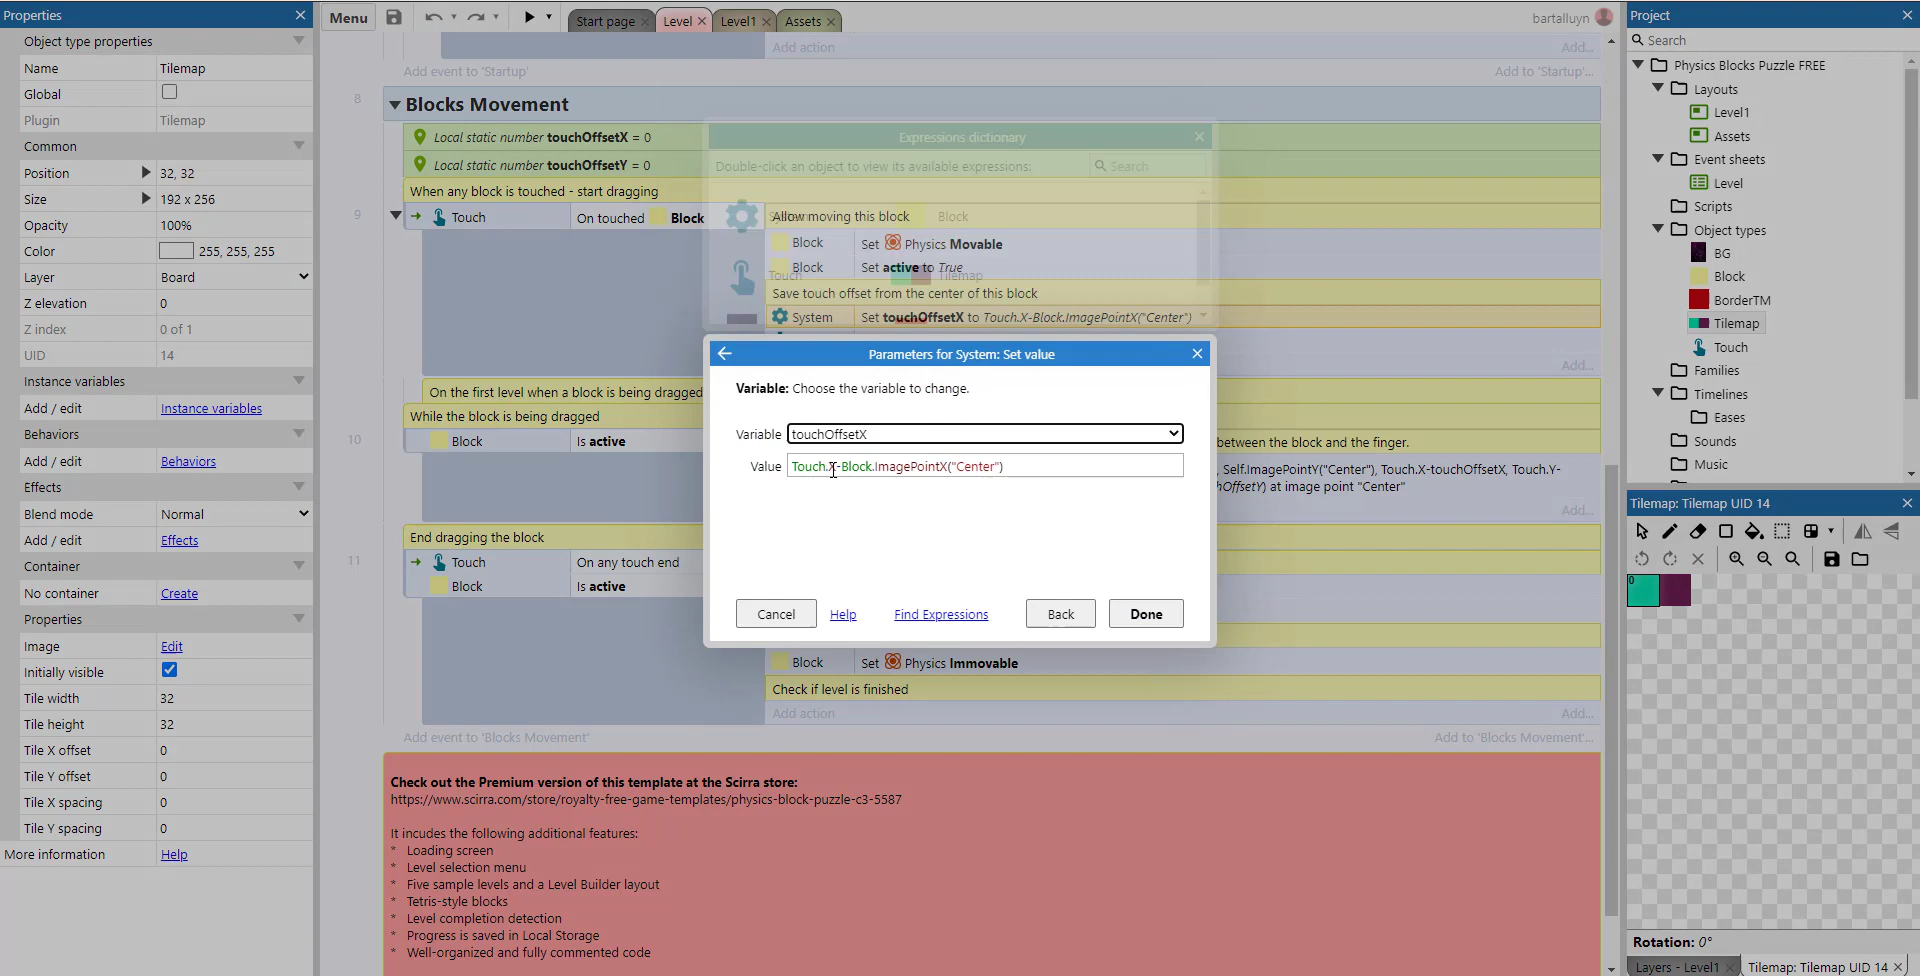 Properties
Object type properties
Name Tilemap
Global
Plugin Tilemap
Common
Position 32, 32
Size 192 x 256
Opacity 100%
Color 255, 255, 255
Layer Board
Z elevation 0
Z index 0 of 1
UID 14
Instance variables
Add / edit Instance variables
Behaviors
Add / edit Behaviors
Effects
Blend mode Normal
Add / edit Effects
Container
No container Create
Properties
Image Edit
Initially visible
Tile width 32
Tile height 32
Tile X offset 0
Tile Y offset 0
Tile X spacing 0
Tile Y spacing 0
More information Help
Menu
Start page
Level
Level1
Assets
bartalluyn
Add action Add...
Add event to 'Startup' Add to 'Startup'...
8
Blocks Movement
Local static number touchOffsetX = 0
Local static number touchOffsetY = 0
When any block is touched - start dragging
9
Touch On touched Block
Expressions dictionary
Double-click an object to view its available expressions:
Search
Allow moving this block
Block
Block Set Physics Movable
Block Set active to True
Touch
Tilemap
Save touch offset from the center of this block
System Set touchOffsetX to Touch.X-Block.ImagePointX("Center")
Add...
On the first level when a block is being dragged
While the block is being dragged
10
Block Is active
between the block and the finger.
, Self.ImagePointY("Center"), Touch.X-touchOffsetX, Touch.Y-
hOffsetY) at image point "Center"
Add...
End dragging the block
11
Touch On any touch end
Block Is active
Block Set Physics Immovable
Check if level is finished
Add action Add...
Add event to 'Blocks Movement' Add to 'Blocks Movement'...
Parameters for System: Set value
Variable: Choose the variable to change.
Variable touchOffsetX
Value Touch.X-Block.ImagePointX("Center")
Cancel
Help
Find Expressions
Back
Done
Check out the Premium version of this template at the Scirra store:
https://www.scirra.com/store/royalty-free-game-templates/physics-block-puzzle-c3-5587
It incudes the following additional features:
* Loading screen
* Level selection menu
* Five sample levels and a Level Builder layout
* Tetris-style blocks
* Level completion detection
* Progress is saved in Local Storage
* Well-organized and fully commented code
Project
Search
Physics Blocks Puzzle FREE
Layouts
Level1
Assets
Event sheets
Level
Scripts
Object types
BG
Block
BorderTM
Tilemap
Touch
Families
Timelines
Eases
Sounds
Music
Tilemap: Tilemap UID 14
0
Rotation: 0°
Layers - Level1
Tilemap: Tilemap UID 14